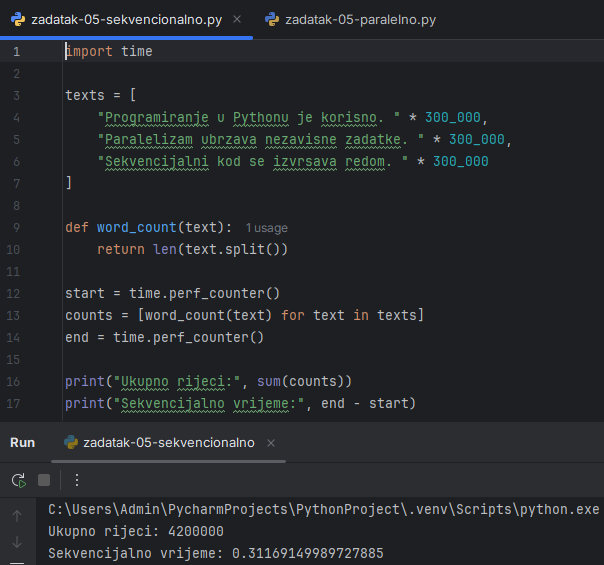 zadatak-05-sekvencionalno.py × zadatak-05-paralelno.py
1 import time
2
3 texts = [
4     "Programiranje u Pythonu je korisno. " * 300_000,
5     "Paralelizam ubrzava nezavisne zadatke. " * 300_000,
6     "Sekvencijalni kod se izvrsava redom. " * 300_000
7 ]
8
9 def word_count(text): 1 usage
10     return len(text.split())
11
12 start = time.perf_counter()
13 counts = [word_count(text) for text in texts]
14 end = time.perf_counter()
15
16 print("Ukupno rijeci:", sum(counts))
17 print("Sekvencijalno vrijeme:", end - start)
Run zadatak-05-sekvencionalno ×
C:\Users\Admin\PycharmProjects\PythonProject\.venv\Scripts\python.exe
Ukupno rijeci: 4200000
Sekvencijalno vrijeme: 0.31169149989727885